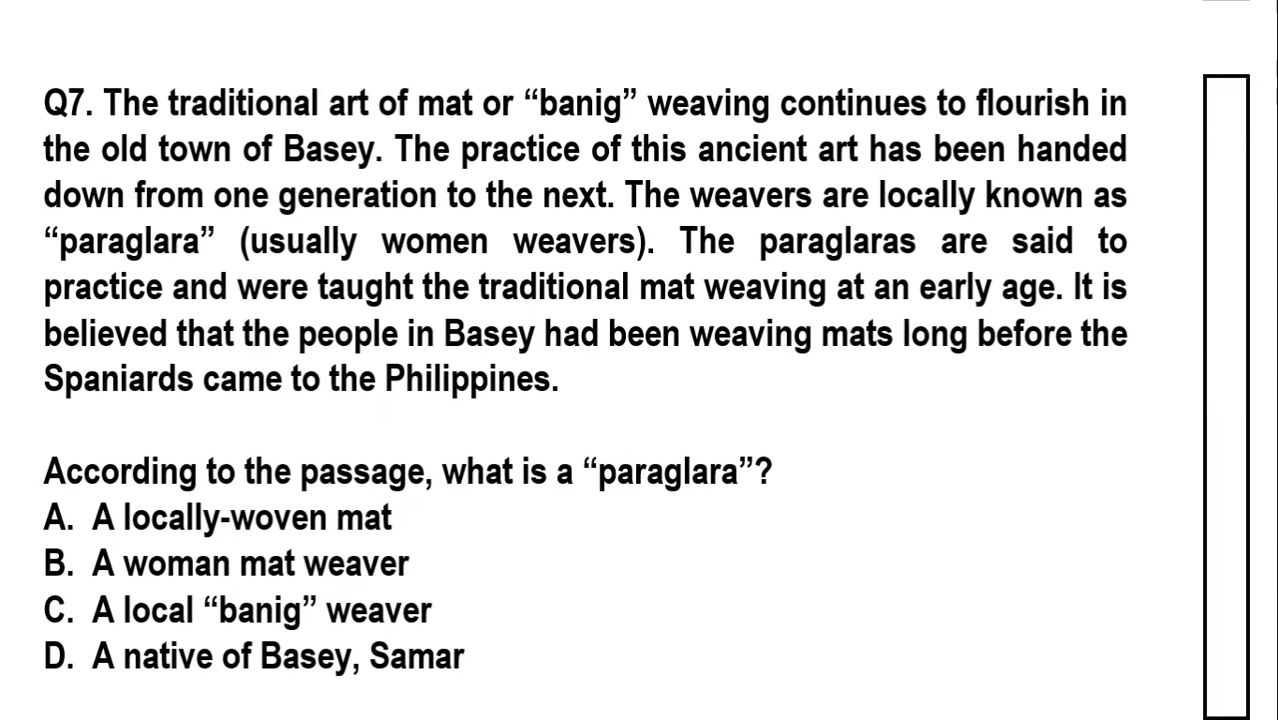 Q7. The traditional art of mat or “banig” weaving continues to flourish in
the old town of Basey. The practice of this ancient art has been handed
down from one generation to the next. The weavers are locally known as
“paraglara” (usually women weavers). The paraglaras are said to
practice and were taught the traditional mat weaving at an early age. It is
believed that the people in Basey had been weaving mats long before the
Spaniards came to the Philippines.
According to the passage, what is a “paraglara”?
A. A locally-woven mat
B. A woman mat weaver
C. A local “banig” weaver
D. A native of Basey, Samar